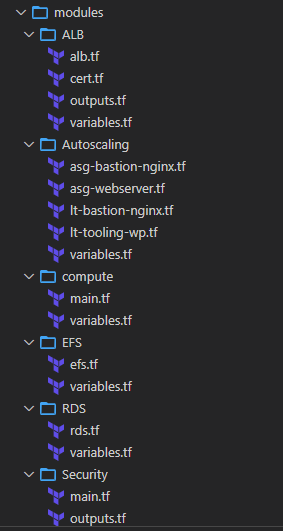 modules
ALB
alb.tf
cert.tf
outputs.tf
variables.tf
Autoscaling
asg-bastion-nginx.tf
asg-webserver.tf
lt-bastion-nginx.tf
lt-tooling-wp.tf
variables.tf
compute
main.tf
variables.tf
EFS
efs.tf
variables.tf
RDS
rds.tf
variables.tf
Security
main.tf
outputs.tf